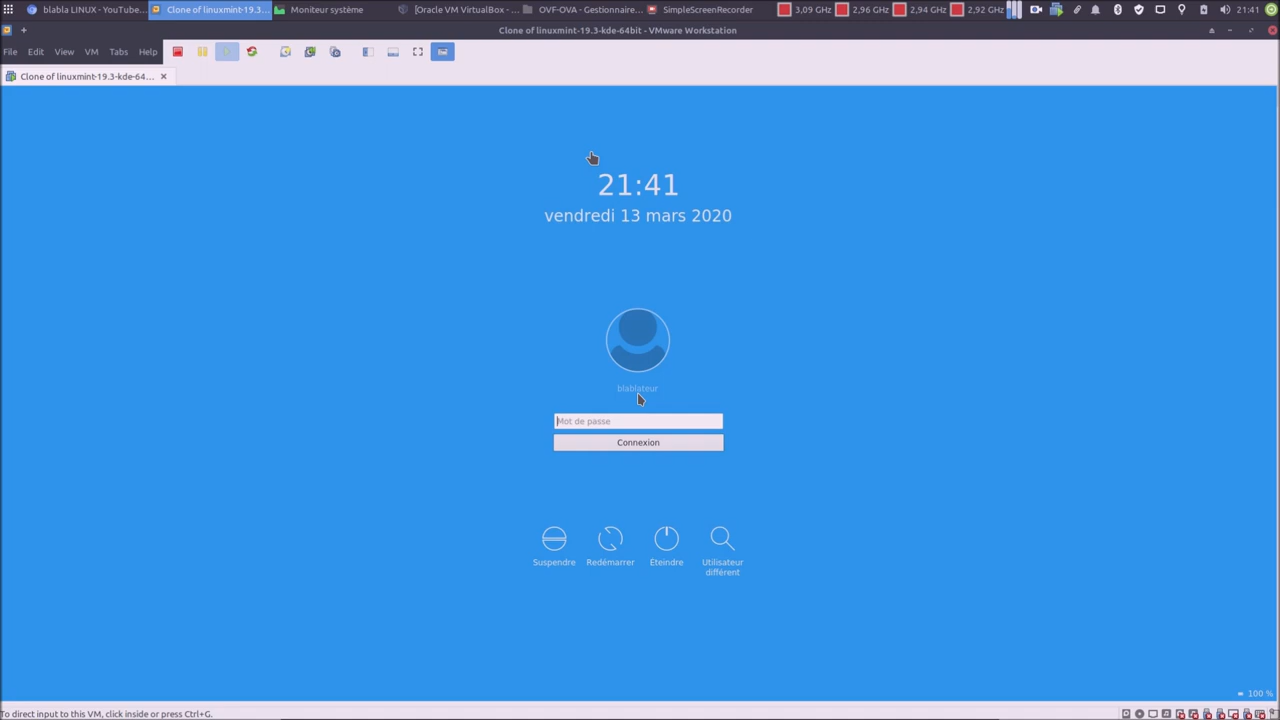 blabla LINUX - YouTube...
Clone of linuxmint-19.3...
Moniteur système
[Oracle VM VirtualBox - ...
OVF-OVA - Gestionnaire...
SimpleScreenRecorder
3,09 GHz
2,96 GHz
2,94 GHz
2,92 GHz
21:41
Clone of linuxmint-19.3-kde-64bit - VMware Workstation
File Edit View VM Tabs Help
Clone of linuxmint-19.3-kde-64...
21:41
vendredi 13 mars 2020
blablateur
Mot de passe
Connexion
Suspendre
Redémarrer
Éteindre
Utilisateur
différent
100 %
To direct input to this VM, click inside or press Ctrl+G.